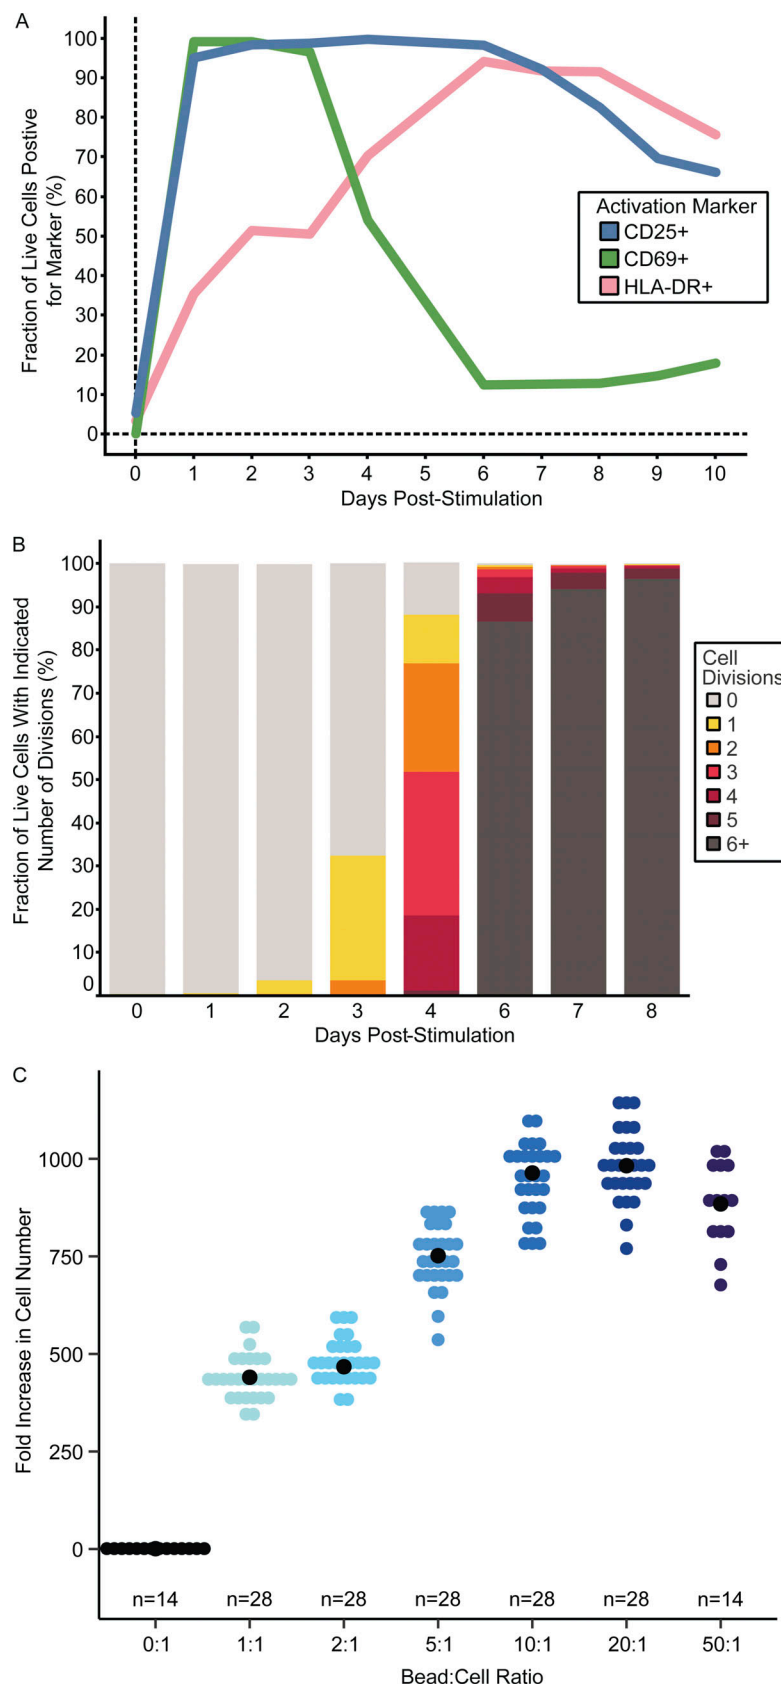 A
Fraction of Live Cells Postive
for Marker (%)
100
90
80
70
60
50
40
30
20
10
0
Activation Marker
CD25+
CD69+
HLA-DR+
0 1 2 3 4 5 6 7 8 9 10
Days Post-Stimulation
B
Fraction of Live Cells With Indicated
Number of Divisions (%)
100
90
80
70
60
50
40
30
20
10
0
Cell
Divisions
0
1
2
3
4
5
6+
0 1 2 3 4 6 7 8
Days Post-Stimulation
C
Fold Increase in Cell Number
1000
750
500
250
0
n=14 n=28 n=28 n=28 n=28 n=28 n=14
0:1 1:1 2:1 5:1 10:1 20:1 50:1
Bead:Cell Ratio